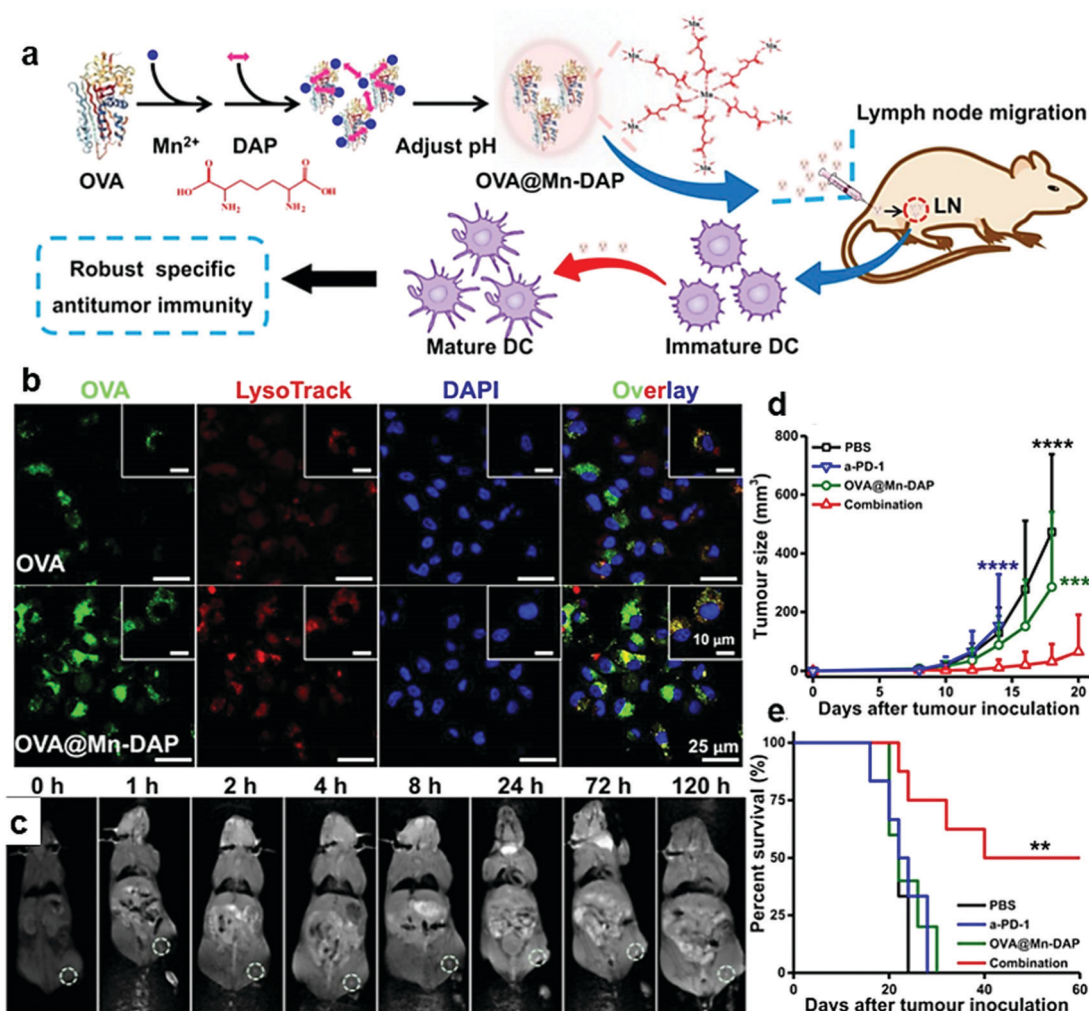 a
OVA
Mn²⁺
DAP
Adjust pH
OVA@Mn-DAP
Lymph node migration
LN
HO
O
NH₂
NH₂
O
OH
Robust specific
antitumor immunity
Mature DC
Immature DC
b
OVA LysoTrack DAPI Overlay
OVA
OVA@Mn-DAP
10 μm
25 μm
c
0 h 1 h 2 h 4 h 8 h 24 h 72 h 120 h
d
Tumour size (mm³)
800
600
400
200
0
0 5 10 15 20
Days after tumour inoculation
PBS
a-PD-1
OVA@Mn-DAP
Combination
****
****
***
e
Percent survival (%)
100
75
50
25
0
0 20 40 60
Days after tumour inoculation
**
PBS
a-PD-1
OVA@Mn-DAP
Combination